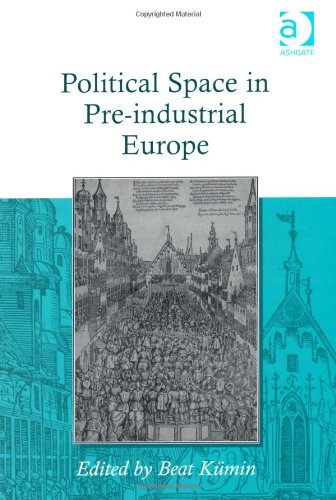 a
ASHGATE
Political Space in
Pre-industrial
Europe
Edited by Beat Kümin